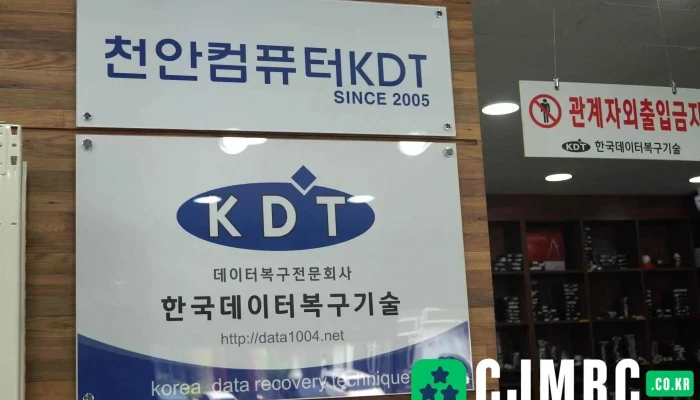 천안컴퓨터KDT
SINCE 2005
관계자외출입금지
KDT 한국데이터복구기술
KDT
데이터복구전문회사
한국데이터복구기술
http://data1004.net
korea data recovery technique
CJMRC.CO.KR